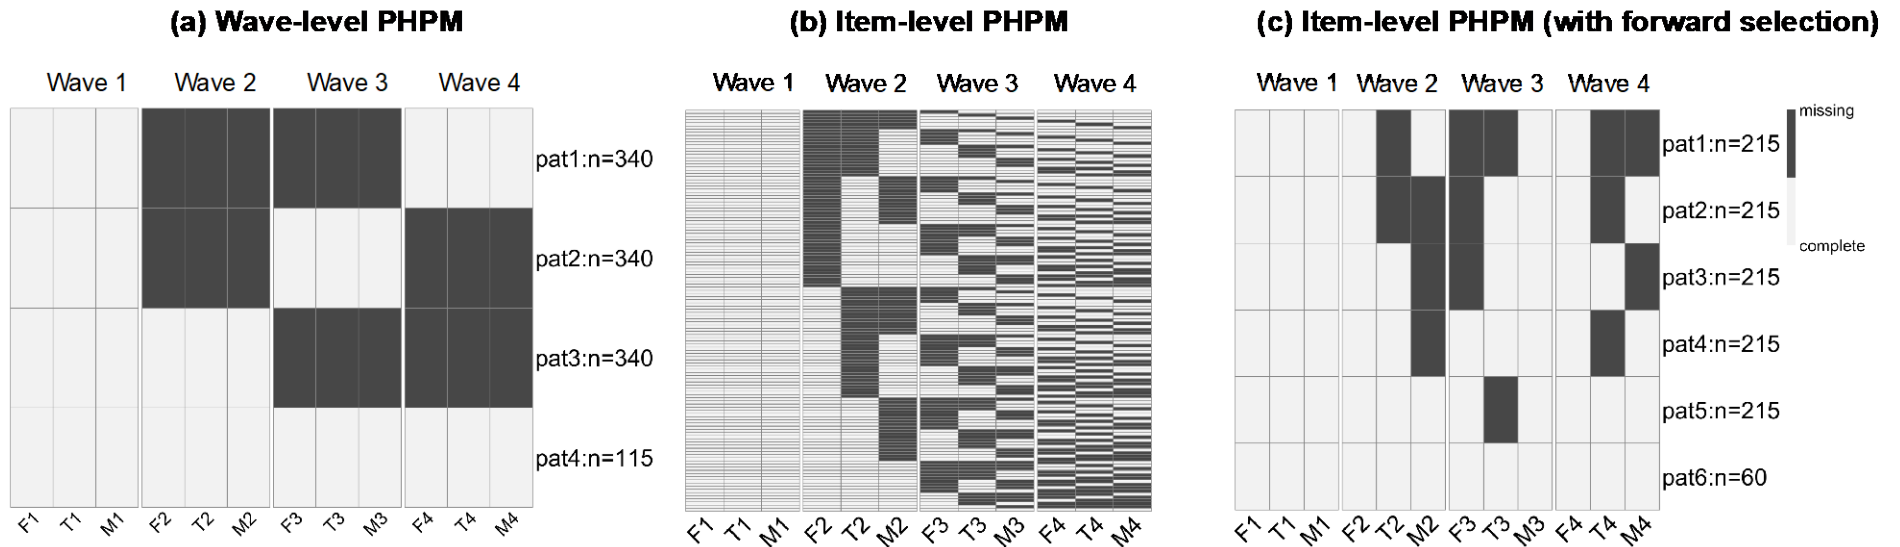 (a) Wave-level PHPM
Wave 1 Wave 2 Wave 3 Wave 4
pat1:n=340
pat2:n=340
pat3:n=340
pat4:n=115
F1 T1 M1 F2 T2 M2 F3 T3 M3 F4 T4 M4
(b) Item-level PHPM
Wave 1 Wave 2 Wave 3 Wave 4
F1 T1 M1 F2 T2 M2 F3 T3 M3 F4 T4 M4
(c) Item-level PHPM (with forward selection)
Wave 1 Wave 2 Wave 3 Wave 4
pat1:n=215
pat2:n=215
pat3:n=215
pat4:n=215
pat5:n=215
pat6:n=60
F1 T1 M1 F2 T2 M2 F3 T3 M3 F4 T4 M4
missing
complete